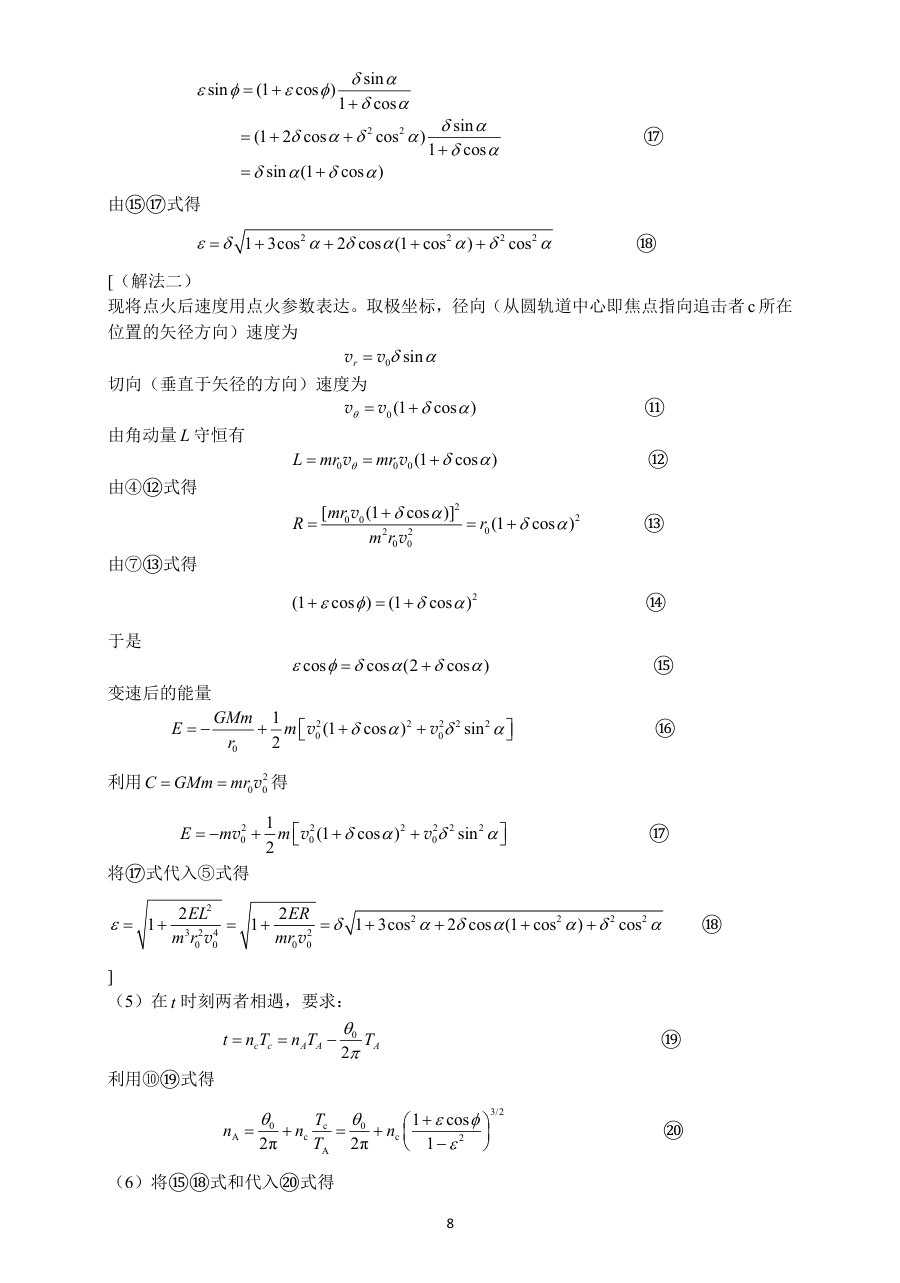 ε sin φ = (1 + ε cos φ) δ sin α / (1 + δ cos α)
= (1 + 2δ cos α + δ² cos² α) δ sin α / (1 + δ cos α) ⑰
= δ sin α (1 + δ cos α)
由⑮⑰式得
ε = δ √(1 + 3cos² α + 2δ cos α (1 + cos² α) + δ² cos² α) ⑱
[（解法二）
现将点火后速度用点火参数表达。取极坐标，径向（从圆轨道中心即焦点指向追击者 c 所在
位置的矢径方向）速度为
v_r = v₀δ sin α
切向（垂直于矢径的方向）速度为
v_θ = v₀(1 + δ cos α) ⑪
由角动量 L 守恒有
L = mr₀v_θ = mr₀v₀(1 + δ cos α) ⑫
由④⑫式得
R = [mr₀v₀(1 + δ cos α)]² / (m²r₀v₀²) = r₀(1 + δ cos α)² ⑬
由⑦⑬式得
(1 + ε cos φ) = (1 + δ cos α)² ⑭
于是
ε cos φ = δ cos α (2 + δ cos α) ⑮
变速后的能量
E = − GMm / r₀ + 1/2 m [v₀²(1 + δ cos α)² + v₀²δ² sin² α] ⑯
利用 C = GMm = mr₀v₀² 得
E = −mv₀² + 1/2 m [v₀²(1 + δ cos α)² + v₀²δ² sin² α] ⑰
将⑰式代入⑤式得
ε = √(1 + 2EL² / (m³r₀²v₀⁴)) = √(1 + 2ER / (mr₀v₀²)) = δ √(1 + 3cos² α + 2δ cos α (1 + cos² α) + δ² cos² α) ⑱
]
（5）在 t 时刻两者相遇，要求：
t = n_cT_c = n_AT_A − θ₀/2π T_A ⑲
利用⑩⑲式得
n_A = θ₀/2π + n_c T_c/T_A = θ₀/2π + n_c ((1 + ε cos φ) / (1 − ε²))^{3/2} ⑳
（6）将⑮⑱式和代入⑳式得
8